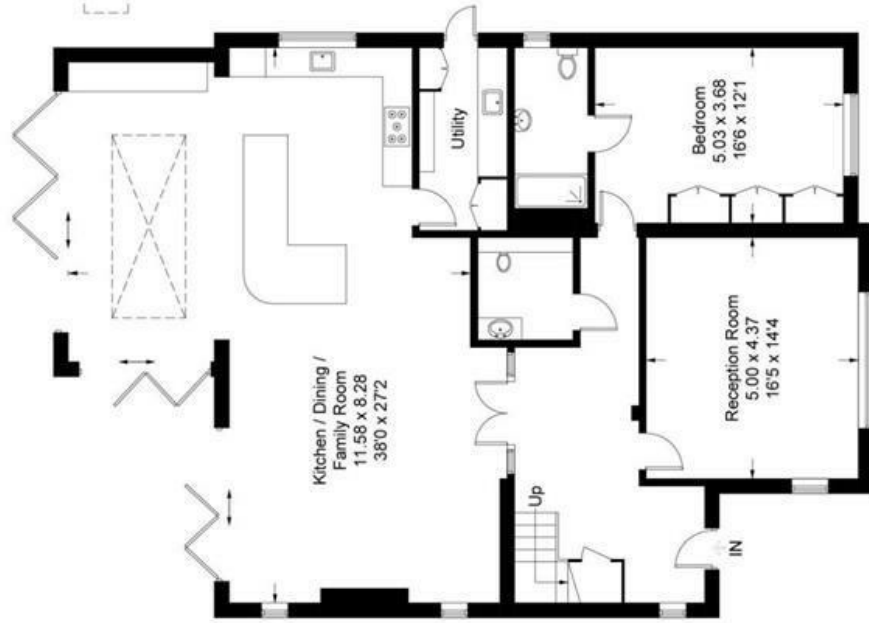 Kitchen / Dining /
Family Room
11.58 x 8.28
38'0 x 27'2
Utility
Bedroom
5.03 x 3.68
16'6 x 12'1
Reception Room
5.00 x 4.37
16'5 x 14'4
Up
IN